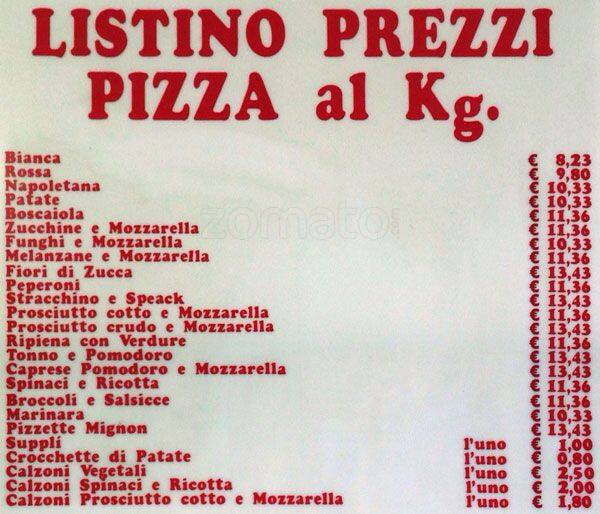 LISTINO PREZZI
PIZZA al Kg.
Bianca € 8,23
Rossa € 9,80
Napoletana € 10,33
Patate € 10,33
Boscaiola € 11,36
Zucchine e Mozzarella € 11,36
Funghi e Mozzarella € 10,33
Melanzane e Mozzarella € 11,36
Fiori di Zucca € 13,43
Peperoni € 11,36
Stracchino e Speack € 13,43
Prosciutto cotto e Mozzarella € 11,36
Prosciutto crudo e Mozzarella € 13,43
Ripiena con Verdure € 11,36
Tonno e Pomodoro € 13,43
Caprese Pomodoro e Mozzarella € 13,43
Spinaci e Ricotta € 11,36
Broccoli e Salsicce € 11,36
Marinara € 10,33
Pizzette Mignon € 13,43
Supplì l'uno € 1,00
Crocchette di Patate l'uno € 0,80
Calzoni Vegetali l'uno € 2,50
Calzoni Spinaci e Ricotta l'uno € 2,00
Calzoni Prosciutto cotto e Mozzarella l'uno € 1,80
zomato